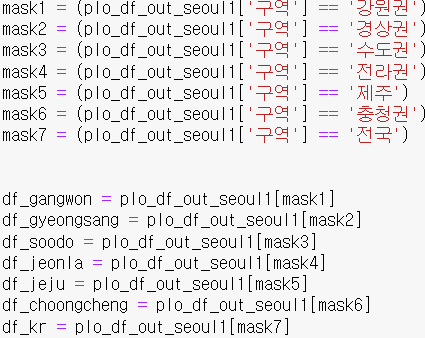 mask1 = (plo_df_out_seoul1['구역'] == '강원권')
mask2 = (plo_df_out_seoul1['구역'] == '경상권')
mask3 = (plo_df_out_seoul1['구역'] == '수도권')
mask4 = (plo_df_out_seoul1['구역'] == '전라권')
mask5 = (plo_df_out_seoul1['구역'] == '제주')
mask6 = (plo_df_out_seoul1['구역'] == '충청권')
mask7 = (plo_df_out_seoul1['구역'] == '전국')
df_gangwon = plo_df_out_seoul1[mask1]
df_gyeongsang = plo_df_out_seoul1[mask2]
df_soodo = plo_df_out_seoul1[mask3]
df_jeonla = plo_df_out_seoul1[mask4]
df_jeju = plo_df_out_seoul1[mask5]
df_choongcheng = plo_df_out_seoul1[mask6]
df_kr = plo_df_out_seoul1[mask7]